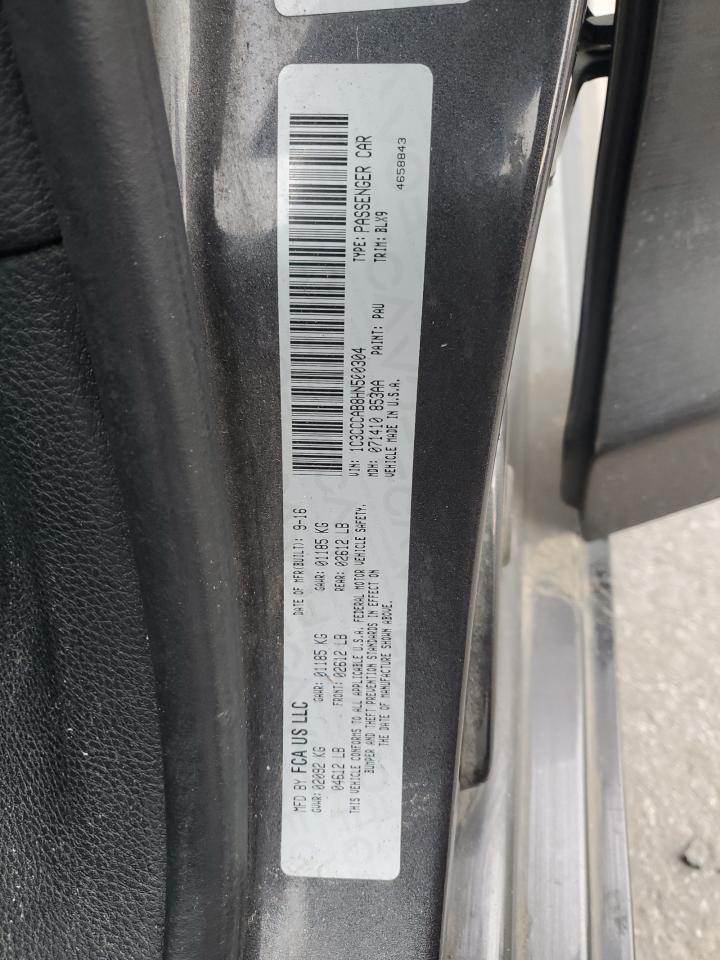 MFD BY FCA US LLC
DATE OF MFR(BUILT): 9-16
GVWR: 02092 KG
GAWR: 01185 KG
GAWR: 01185 KG
04612 LB
FRONT: 02612 LB
REAR: 02612 LB
THIS VEHICLE CONFORMS TO ALL APPLICABLE U.S.A. FEDERAL MOTOR VEHICLE SAFETY,
BUMPER AND THEFT PREVENTION STANDARDS IN EFFECT ON
THE DATE OF MANUFACTURE SHOWN ABOVE.
VIN: 1C3CCCAB8HN500304
TYPE: PASSENGER CAR
MDH: 071410 853AA
PAINT: PAU
TRIM: BLX9
VEHICLE MADE IN U.S.A.
4658843